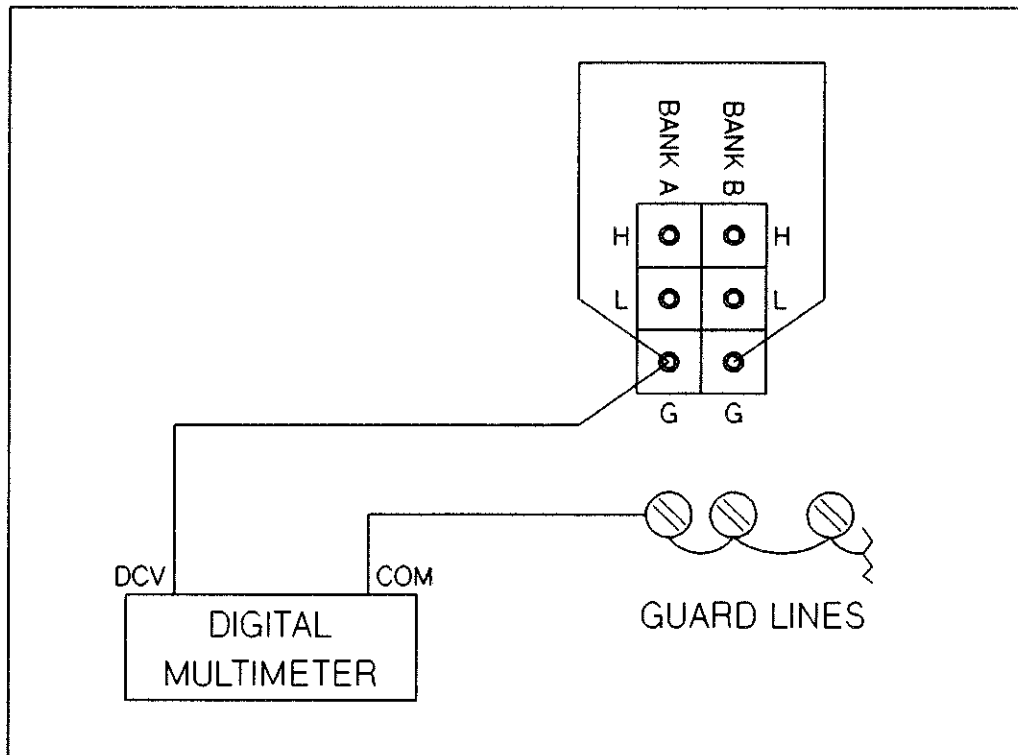 BANK A
BANK B
H H
L L
G G
DCV COM
DIGITAL
MULTIMETER
GUARD LINES